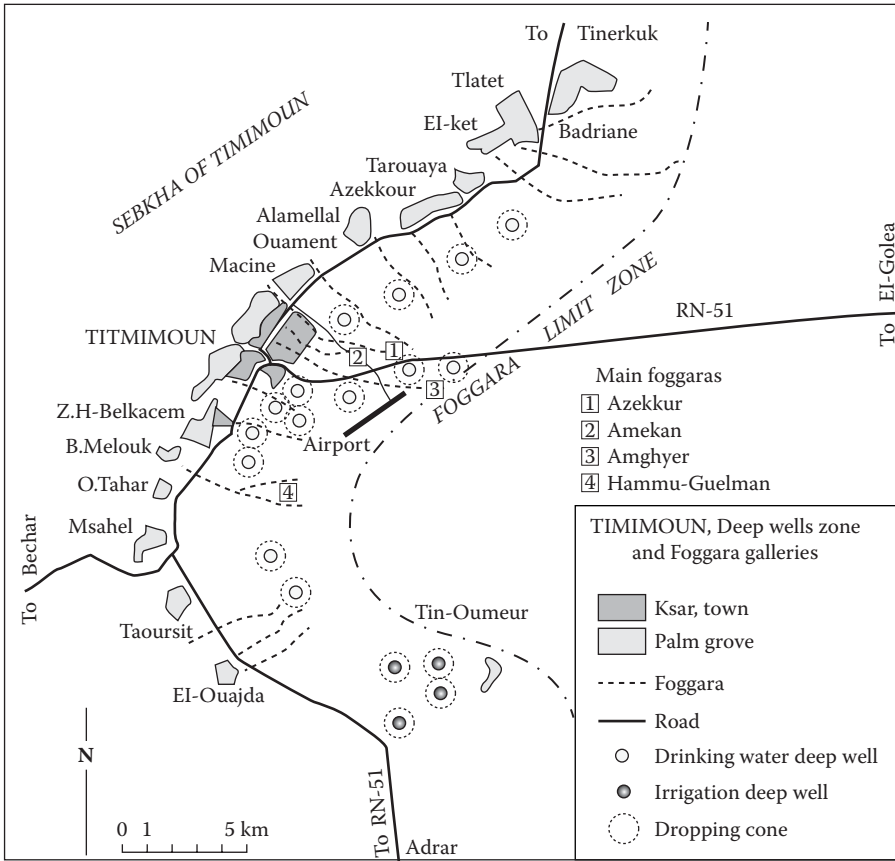 To
Tinerkuk
Tlatet
EI-ket
Badriane
SEBKHA OF TIMIMOUN
Tarouaya
Azekkour
Alamellal
Ouament
Macine
To EI-Golea
FOGGARA LIMIT ZONE
RN-51
TITMIMOUN
1
2
3
Main foggaras
1 Azekkur
2 Amekan
3 Amghyer
4 Hammu-Guelman
Z.H-Belkacem
Airport
B.Melouk
O.Tahar
4
Msahel
To Bechar
Taoursit
Tin-Oumeur
EI-Ouajda
TIMIMOUN, Deep wells zone
and Foggara galleries
Ksar, town
Palm grove
Foggara
Road
Drinking water deep well
Irrigation deep well
Dropping cone
N
0 1 5 km
To RN-51
Adrar